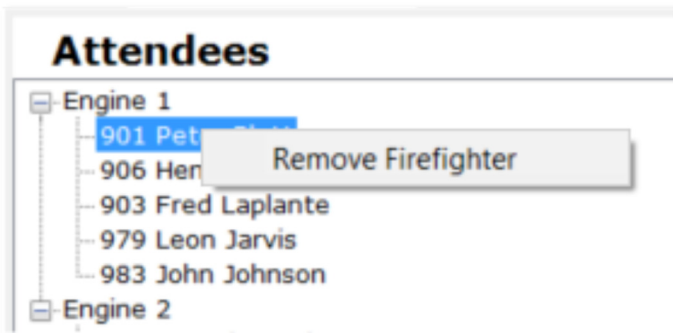 Attendees
Engine 1
901
Remove Firefighter
906
903 Fred Laplante
979 Leon Jarvis
983 John Johnson
Engine 2